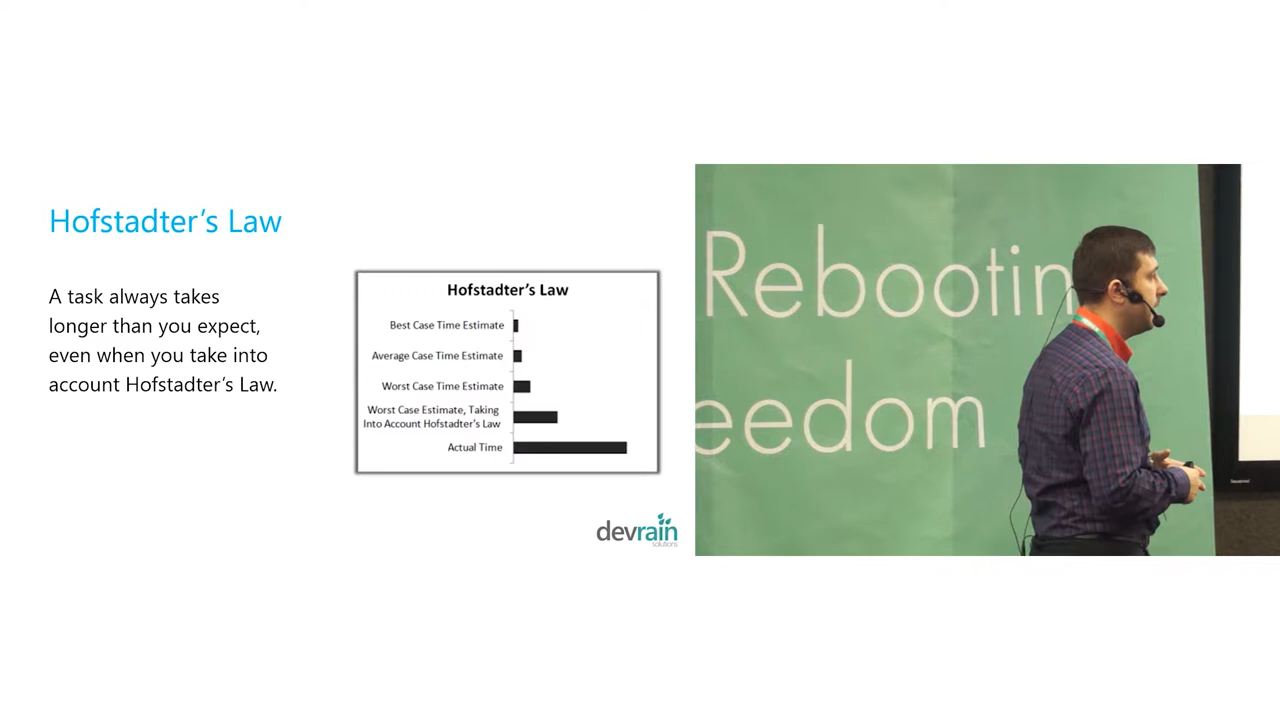 Hofstadter's Law
A task always takes
longer than you expect,
even when you take into
account Hofstadter's Law.
Hofstadter's Law
Best Case Time Estimate
Average Case Time Estimate
Worst Case Time Estimate
Worst Case Estimate, Taking
Into Account Hofstadter's Law
Actual Time
devrain
solutions
Rebootin
eedom